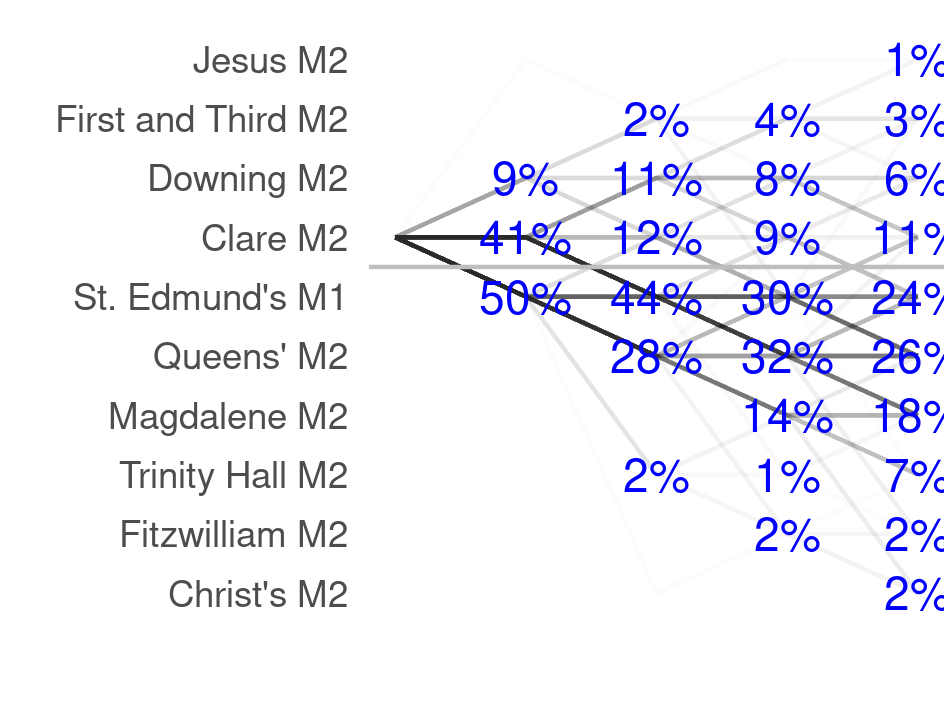 Jesus M2 1%
First and Third M2 2% 4% 3%
Downing M2 9% 11% 8% 6%
Clare M2 41% 12% 9% 11%
St. Edmund's M1 50% 44% 30% 24%
Queens' M2 28% 32% 26%
Magdalene M2 14% 18%
Trinity Hall M2 2% 1% 7%
Fitzwilliam M2 2% 2%
Christ's M2 2%